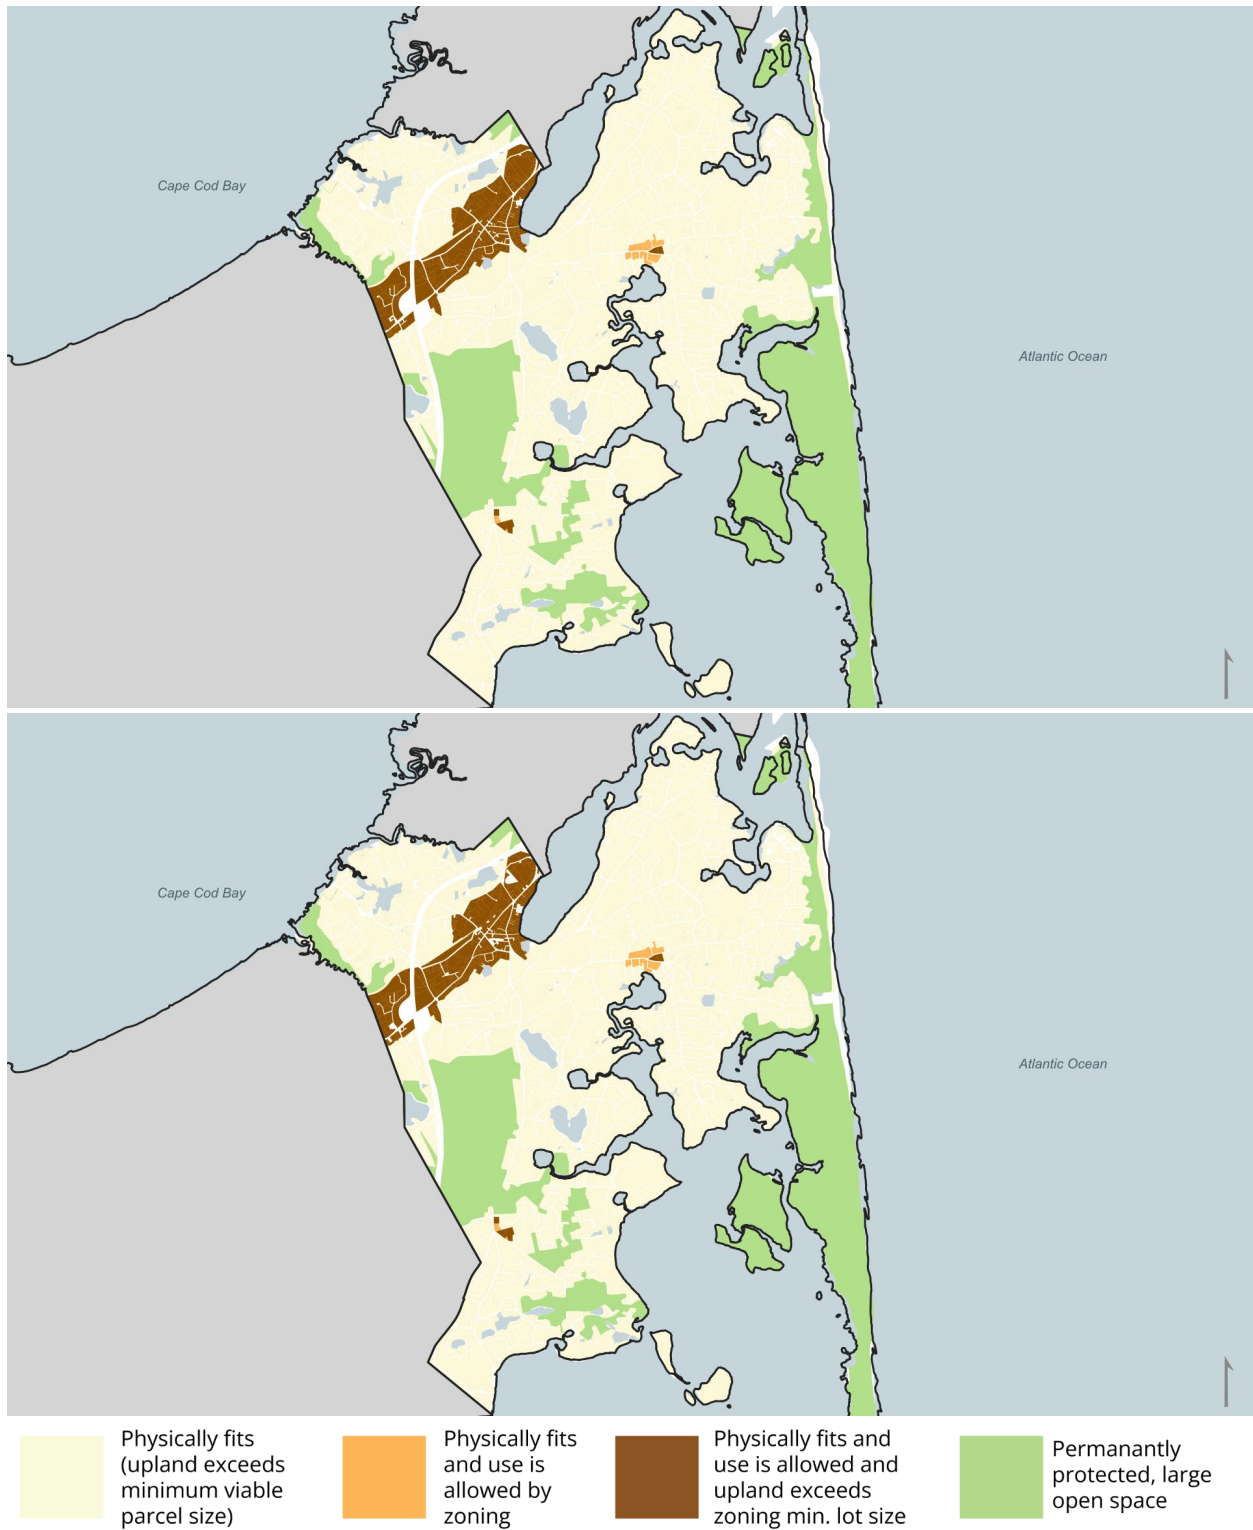 Cape Cod Bay
Atlantic Ocean
Cape Cod Bay
Atlantic Ocean
Physically fits
(upland exceeds
minimum viable
parcel size)
Physically fits
and use is
allowed by
zoning
Physically fits and
use is allowed and
upland exceeds
zoning min. lot size
Permanantly
protected, large
open space